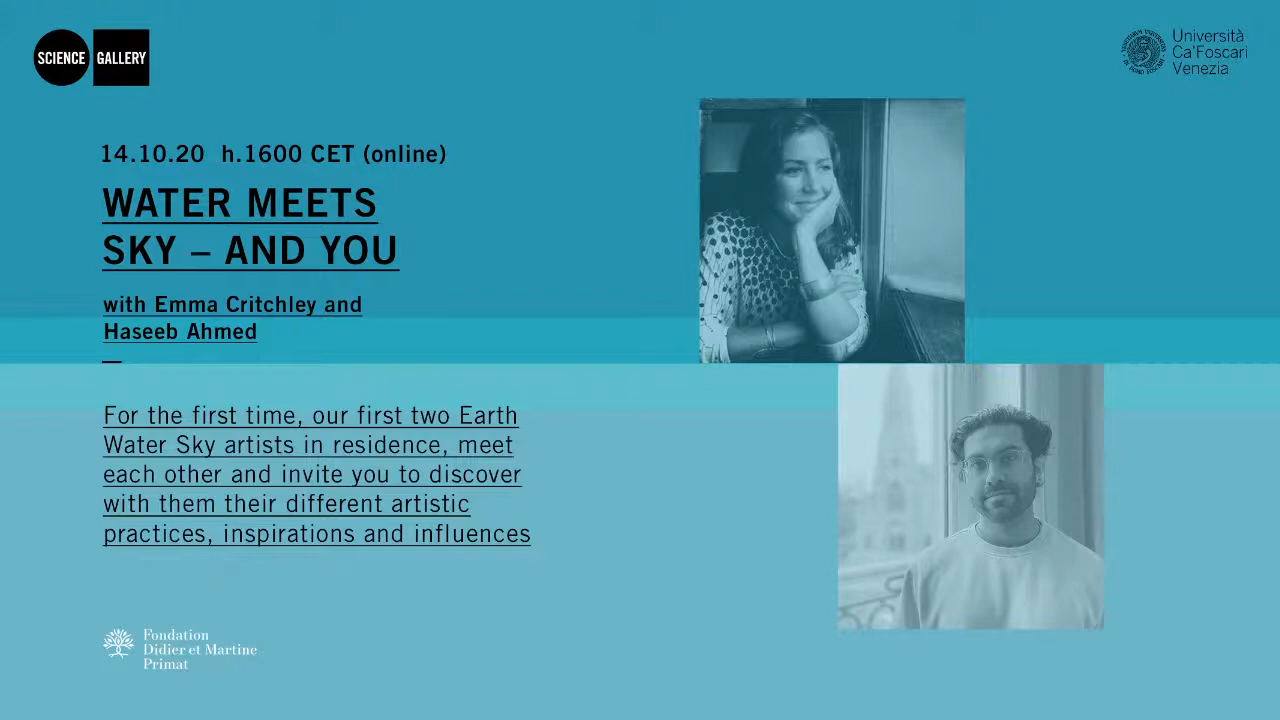 SCIENCE GALLERY
Università
Ca'Foscari
Venezia
14.10.20 h.1600 CET (online)
WATER MEETS
SKY – AND YOU
with Emma Critchley and
Haseeb Ahmed
For the first time, our first two Earth
Water Sky artists in residence, meet
each other and invite you to discover
with them their different artistic
practices, inspirations and influences
Fondation
Didier et Martine
Primat